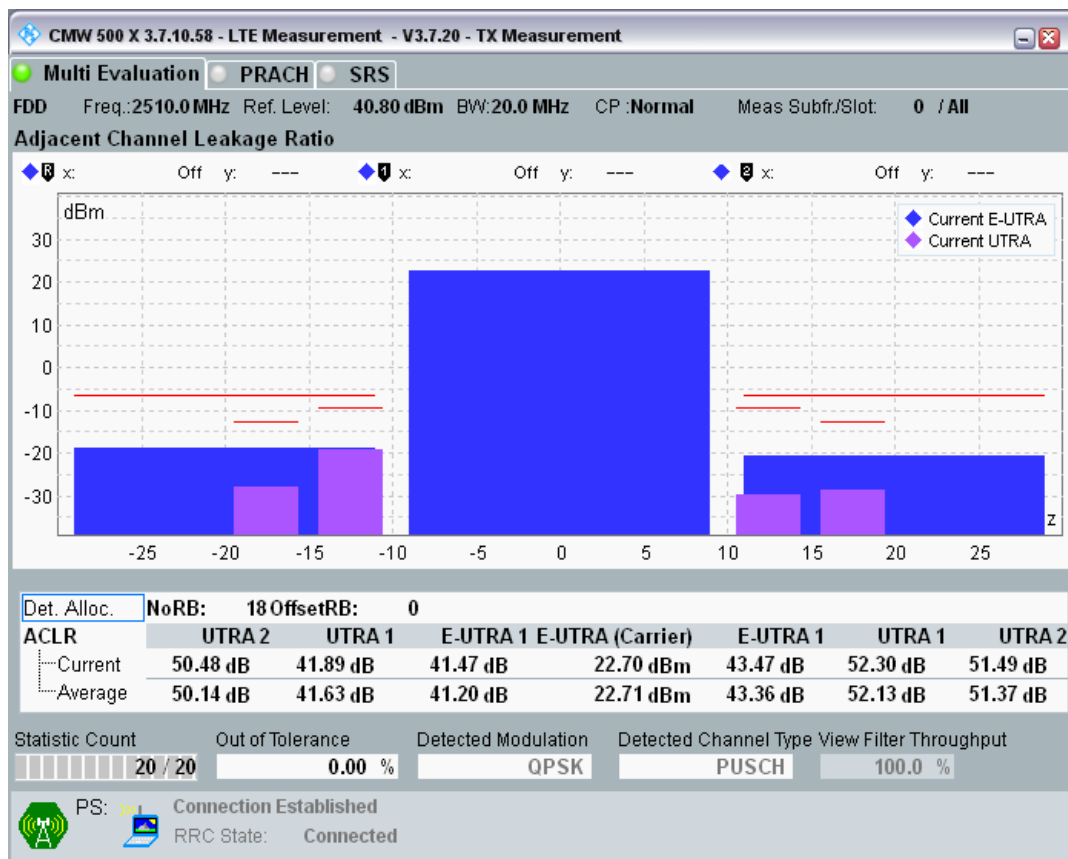 CMW 500 X 3.7.10.58 - LTE Measurement - V3.7.20 - TX Measurement
Multi Evaluation PRACH SRS
FDD Freq.:2510.0 MHz Ref. Level: 40.80 dBm BW:20.0 MHz CP :Normal Meas Subfr./Slot: 0 / All
Adjacent Channel Leakage Ratio
R x: Off y: --- 1 x: Off y: --- 2 x: Off y: ---
dBm
Current E-UTRA
Current UTRA
30
20
10
0
-10
-20
-30
z
-25 -20 -15 -10 -5 0 5 10 15 20 25
Det. Alloc. NoRB: 18 OffsetRB: 0
ACLR UTRA 2 UTRA 1 E-UTRA 1 E-UTRA (Carrier) E-UTRA 1 UTRA 1 UTRA 2
Current 50.48 dB 41.89 dB 41.47 dB 22.70 dBm 43.47 dB 52.30 dB 51.49 dB
Average 50.14 dB 41.63 dB 41.20 dB 22.71 dBm 43.36 dB 52.13 dB 51.37 dB
Statistic Count Out of Tolerance Detected Modulation Detected Channel Type View Filter Throughput
20 / 20 0.00 % QPSK PUSCH 100.0 %
PS: Connection Established
RRC State: Connected